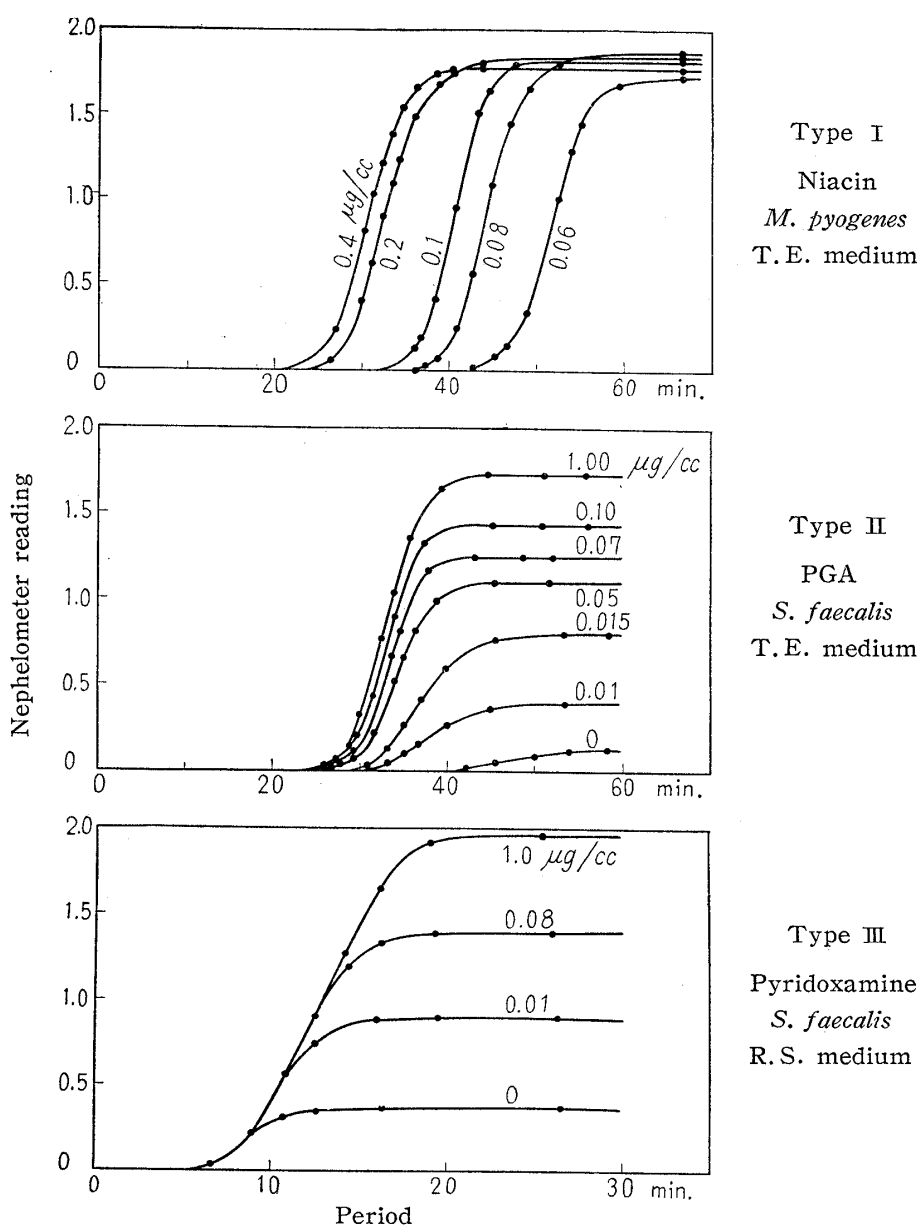 Nephelometer reading
2.0
1.5
1.0
0.5
0
0.4 μg/cc
0.2
0.1
0.08
0.06
0 20 40 60 min.
Type I
Niacin
M. pyogenes
T.E. medium
2.0
1.5
1.0
0.5
0
1.00 μg/cc
0.10
0.07
0.05
0.015
0.01
0
0 20 40 60 min.
Type II
PGA
S. faecalis
T.E. medium
2.0
1.5
1.0
0.5
0
1.0 μg/cc
0.08
0.01
0
0 10 20 30 min.
Type III
Pyridoxamine
S. faecalis
R.S. medium
Period